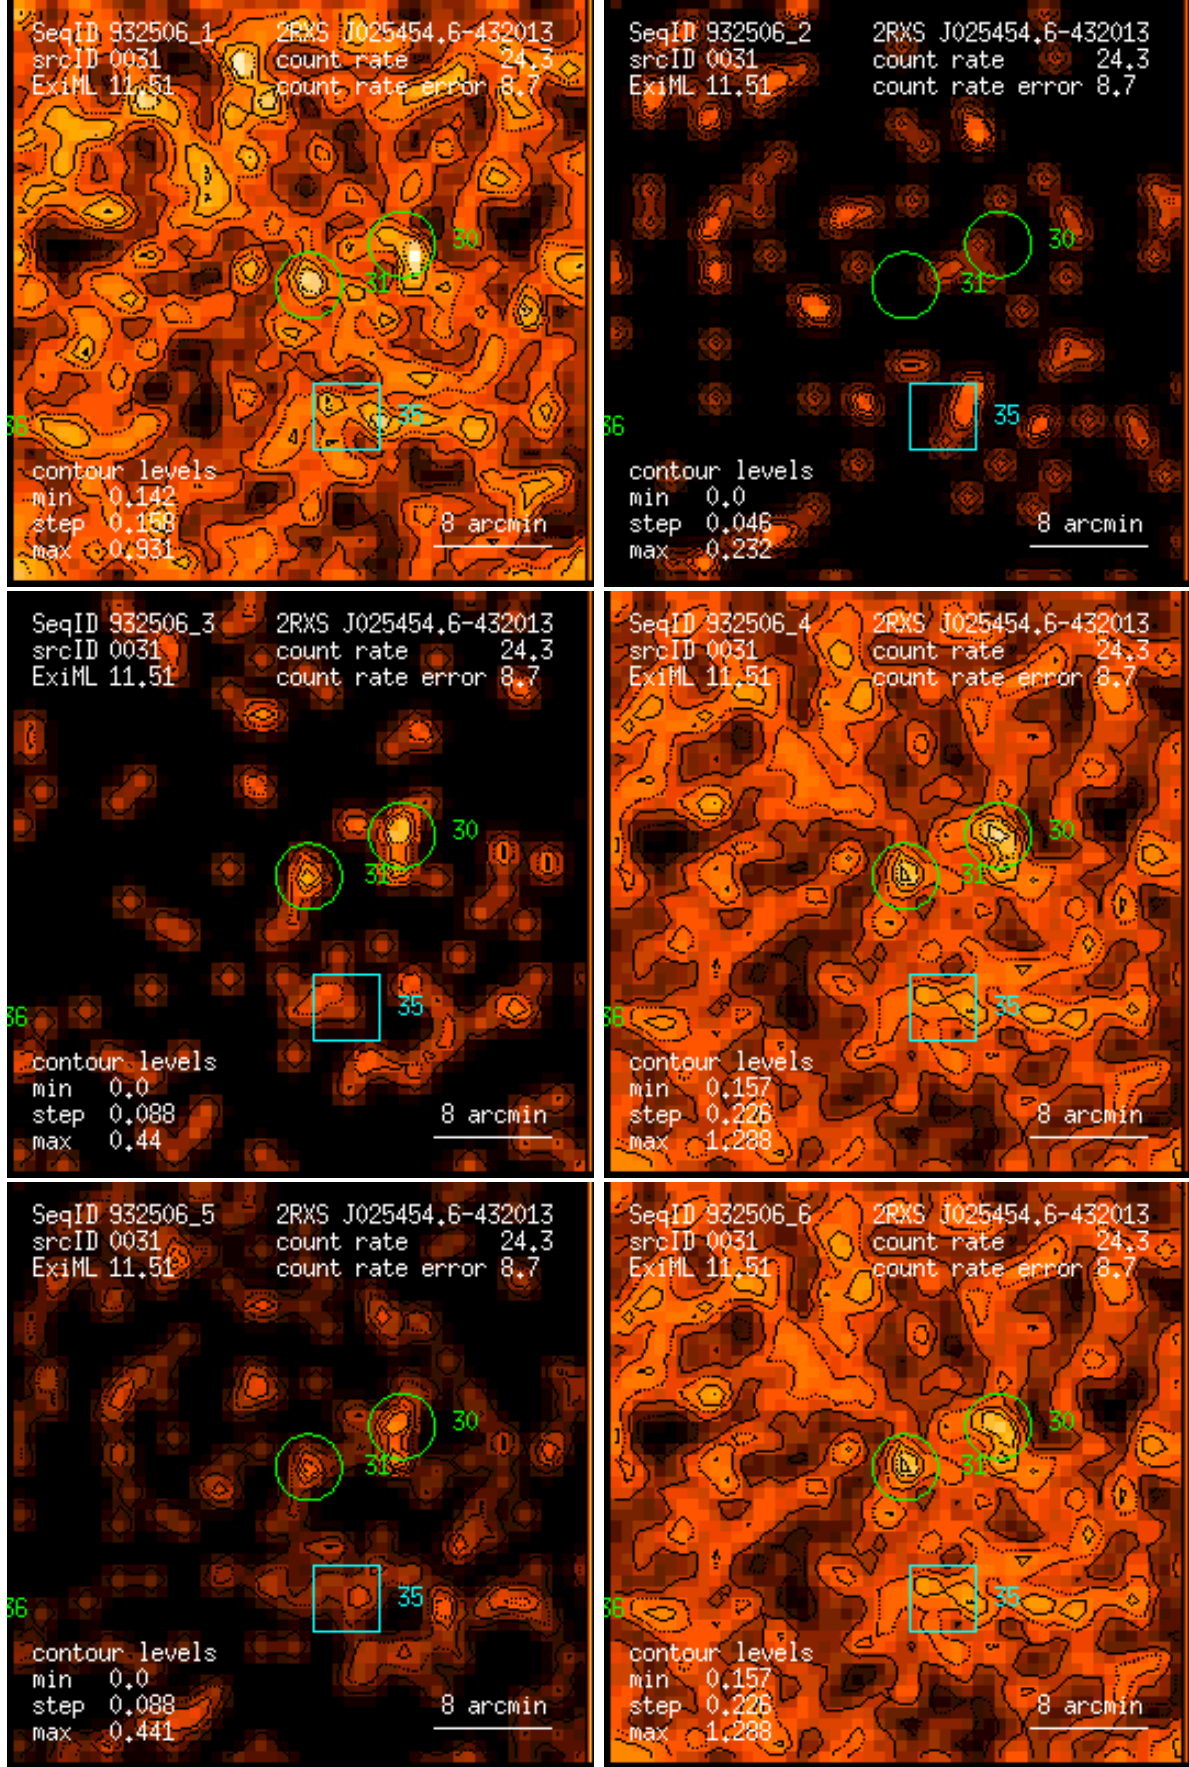 SeqID 932506_1 2RXS J025454.6-432013
srcID 0031 count rate 24.3
ExiML 11.51 count rate error 8.7
30
31
35
36
contour levels
min 0.142
step 0.158 8 arcmin
max 0.931
SeqID 932506_2 2RXS J025454.6-432013
srcID 0031 count rate 24.3
ExiML 11.51 count rate error 8.7
30
31
35
36
contour levels
min 0.0
step 0.046 8 arcmin
max 0.232
SeqID 932506_3 2RXS J025454.6-432013
srcID 0031 count rate 24.3
ExiML 11.51 count rate error 8.7
30
31
35
36
contour levels
min 0.0
step 0.088 8 arcmin
max 0.44
SeqID 932506_4 2RXS J025454.6-432013
srcID 0031 count rate 24.3
ExiML 11.51 count rate error 8.7
30
31
35
36
contour levels
min 0.157
step 0.226 8 arcmin
max 1.288
SeqID 932506_5 2RXS J025454.6-432013
srcID 0031 count rate 24.3
ExiML 11.51 count rate error 8.7
30
31
35
36
contour levels
min 0.0
step 0.088 8 arcmin
max 0.441
SeqID 932506_6 2RXS J025454.6-432013
srcID 0031 count rate 24.3
ExiML 11.51 count rate error 8.7
30
31
35
36
contour levels
min 0.157
step 0.226 8 arcmin
max 1.288